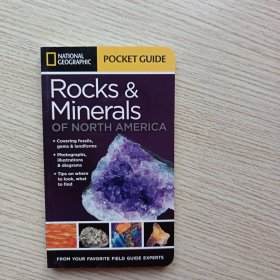 NATIONAL
GEOGRAPHIC
POCKET GUIDE
Rocks &
Minerals
OF NORTH AMERICA
• Covering fossils,
gems & landforms
• Photographs,
illustrations
& diagrams
• Tips on where
to look, what
to find
FROM YOUR FAVORITE FIELD GUIDE EXPERTS